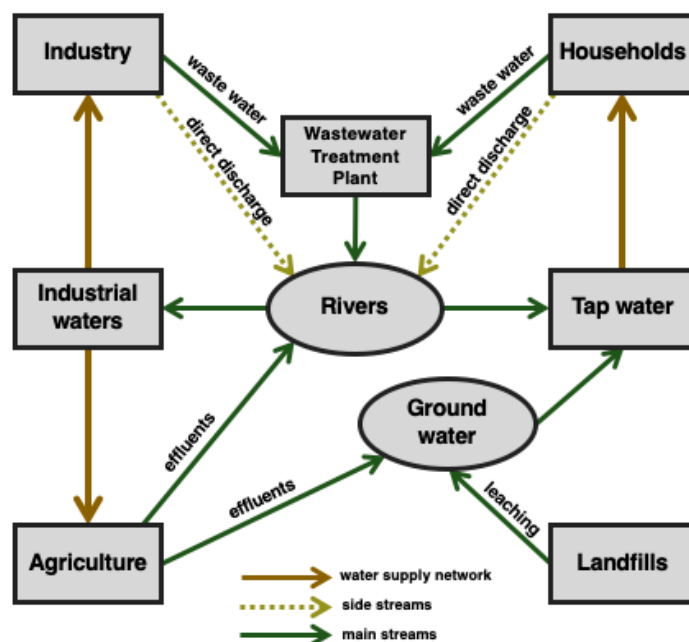 Industry
Households
waste water
waste water
Wastewater
Treatment
Plant
direct discharge
direct discharge
Industrial
waters
Rivers
Tap water
Ground
water
effluents
effluents
leaching
Agriculture
Landfills
water supply network
side streams
main streams